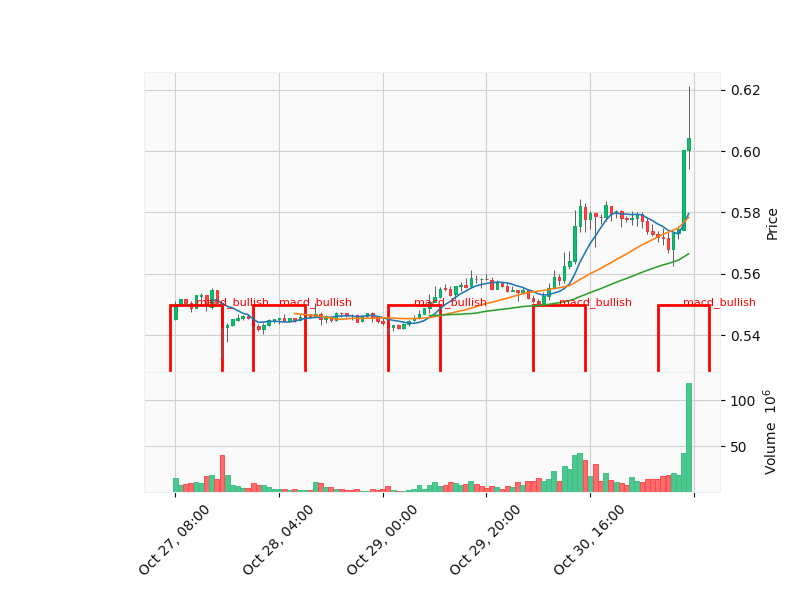 0.62
0.60
0.58
0.56
0.54
Price
macd_bullish
macd_bullish
macd_bullish
macd_bullish
macd_bullish
100
50
Volume 10^6
Oct 27, 08:00
Oct 28, 04:00
Oct 29, 00:00
Oct 29, 20:00
Oct 30, 16:00